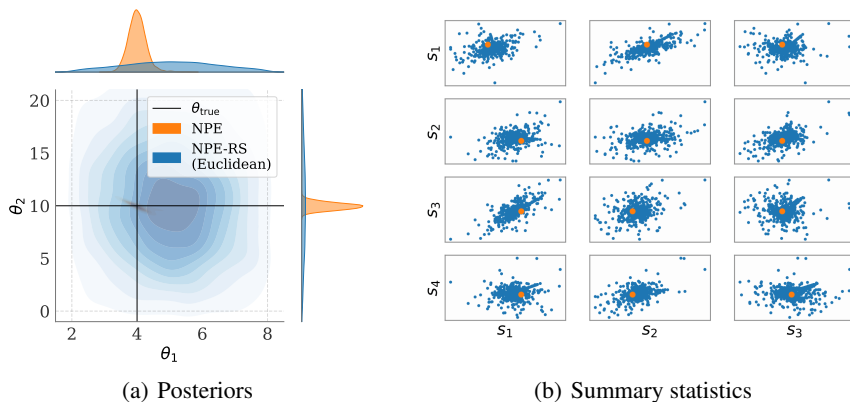 20
15
10
5
0
θ₂
2
4
6
8
θ₁
θtrue
NPE
NPE-RS
(Euclidean)
(a) Posteriors
s₁
s₂
s₃
s₄
s₁
s₂
s₃
(b) Summary statistics